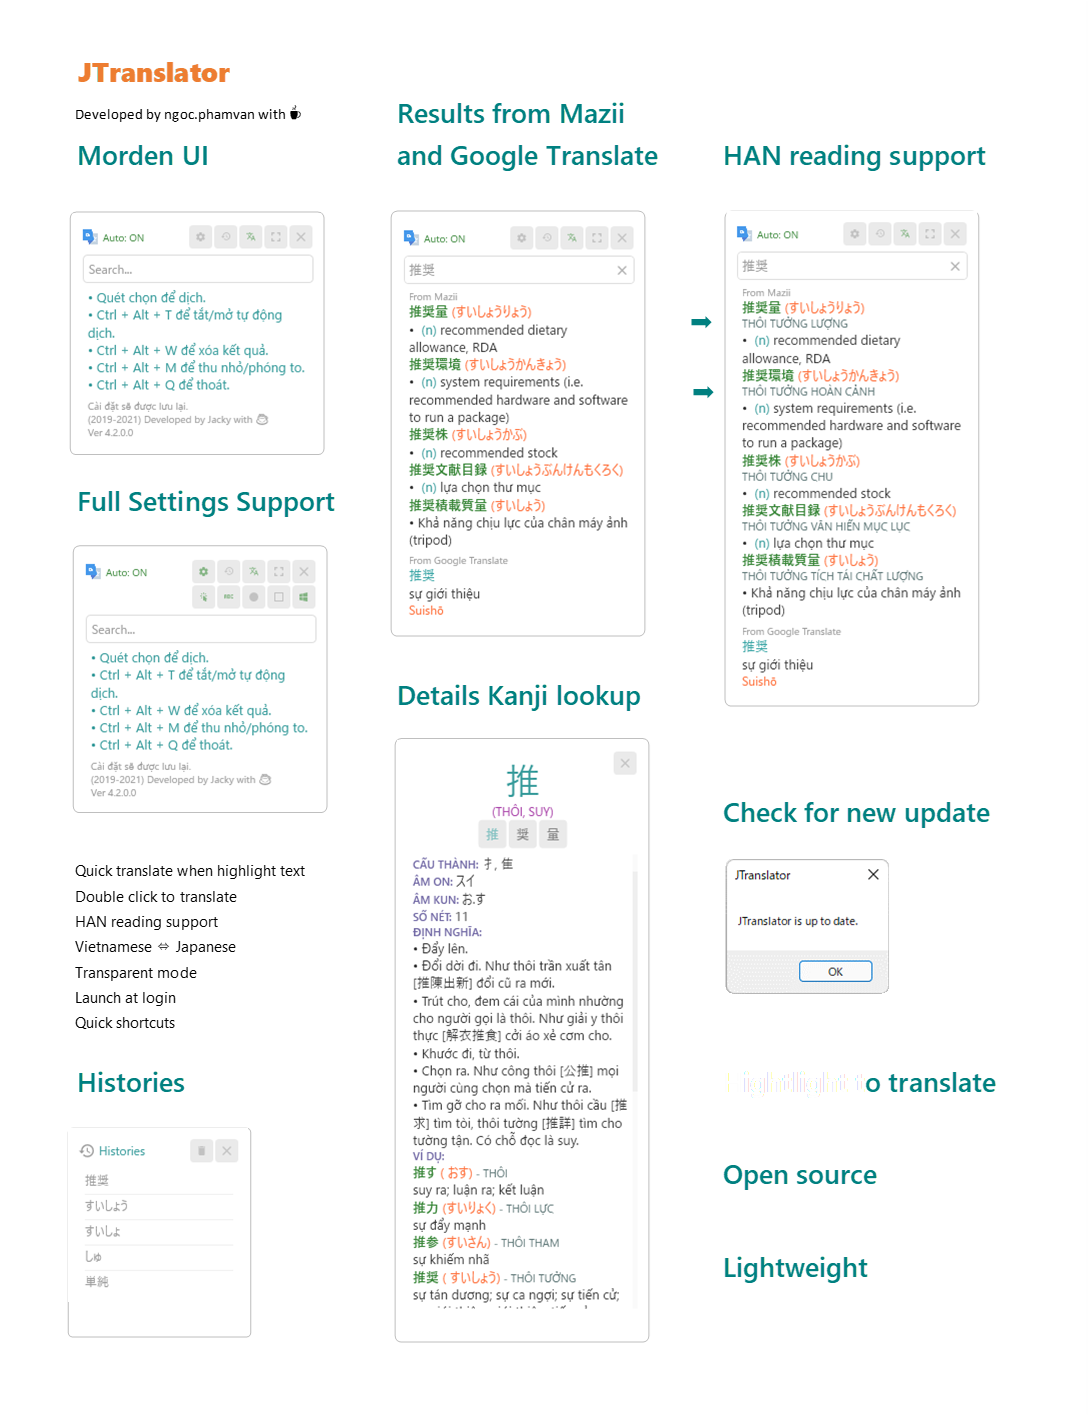 JTranslator
Developed by ngoc.phamvan with
Morden UI
Auto: ON
Search...
• Quét chọn để dịch.
• Ctrl + Alt + T để tắt/mở tự động
dịch.
• Ctrl + Alt + W để xóa kết quả.
• Ctrl + Alt + M để thu nhỏ/phóng to.
• Ctrl + Alt + Q để thoát.
Cài đặt sẽ được lưu lại.
(2019-2021) Developed by Jacky with
Ver 4.2.0.0
Full Settings Support
Auto: ON
Search...
• Quét chọn để dịch.
• Ctrl + Alt + T để tắt/mở tự động
dịch.
• Ctrl + Alt + W để xóa kết quả.
• Ctrl + Alt + M để thu nhỏ/phóng to.
• Ctrl + Alt + Q để thoát.
Cài đặt sẽ được lưu lại.
(2019-2021) Developed by Jacky with
Ver 4.2.0.0
Quick translate when highlight text
Double click to translate
HAN reading support
Vietnamese ⇔ Japanese
Transparent mode
Launch at login
Quick shortcuts
Histories
Histories
推奨
すいしょう
すいしょ
しゅ
単純
Results from Mazii
and Google Translate
Auto: ON
推奨
From Mazii
推奨量 (すいしょうりょう)
• (n) recommended dietary
allowance, RDA
推奨環境 (すいしょうかんきょう)
• (n) system requirements (i.e.
recommended hardware and software
to run a package)
推奨株 (すいしょうかぶ)
• (n) recommended stock
推奨文献目録 (すいしょうぶんけんもくろく)
• (n) lựa chọn thư mục
推奨積載質量 (すいしょう)
• Khả năng chịu lực của chân máy ảnh
(tripod)
From Google Translate
推奨
sự giới thiệu
Suishō
Details Kanji lookup
推
(THÔI, SUY)
推 奨 量
CẤU THÀNH: 扌, 隹
ÂM ON: スイ
ÂM KUN: お.す
SỐ NÉT: 11
ĐỊNH NGHĨA:
• Đẩy lên.
• Đổi dời đi. Như thôi trần xuất tân
[推陳出新] đổi cũ ra mới.
• Trút cho, đem cái của mình nhường
cho người gọi là thôi. Như giải y thôi
thực [解衣推食] cởi áo xẻ cơm cho.
• Khước đi, từ thôi.
• Chọn ra. Như công thôi [公推] mọi
người cùng chọn mà tiến cử ra.
• Tìm gỡ cho ra mối. Như thôi cầu [推
求] tìm tòi, thôi tường [推詳] tìm cho
tường tận. Có chỗ đọc là suy.
VÍ DỤ:
推す ( おす) - THÔI
suy ra; luận ra; kết luận
推力 (すいりょく) - THÔI LỰC
sự đẩy mạnh
推参 (すいさん) - THÔI THAM
sự khiếm nhã
推奨 ( すいしょう) - THÔI TƯỞNG
sự tán dương; sự ca ngợi; sự tiến cử;
HAN reading support
Auto: ON
推奨
From Mazii
推奨量 (すいしょうりょう)
THÔI TƯỞNG LƯỢNG
• (n) recommended dietary
allowance, RDA
推奨環境 (すいしょうかんきょう)
THÔI TƯỞNG HOÀN CẢNH
• (n) system requirements (i.e.
recommended hardware and software
to run a package)
推奨株 (すいしょうかぶ)
THÔI TƯỞNG CHU
• (n) recommended stock
推奨文献目録 (すいしょうぶんけんもくろく)
THÔI TƯỞNG VĂN HIẾN MỤC LỤC
• (n) lựa chọn thư mục
推奨積載質量 (すいしょう)
THÔI TƯỞNG TÍCH TẢI CHẤT LƯỢNG
• Khả năng chịu lực của chân máy ảnh
(tripod)
From Google Translate
推奨
sự giới thiệu
Suishō
Check for new update
JTranslator
JTranslator is up to date.
OK
to translate
Open source
Lightweight